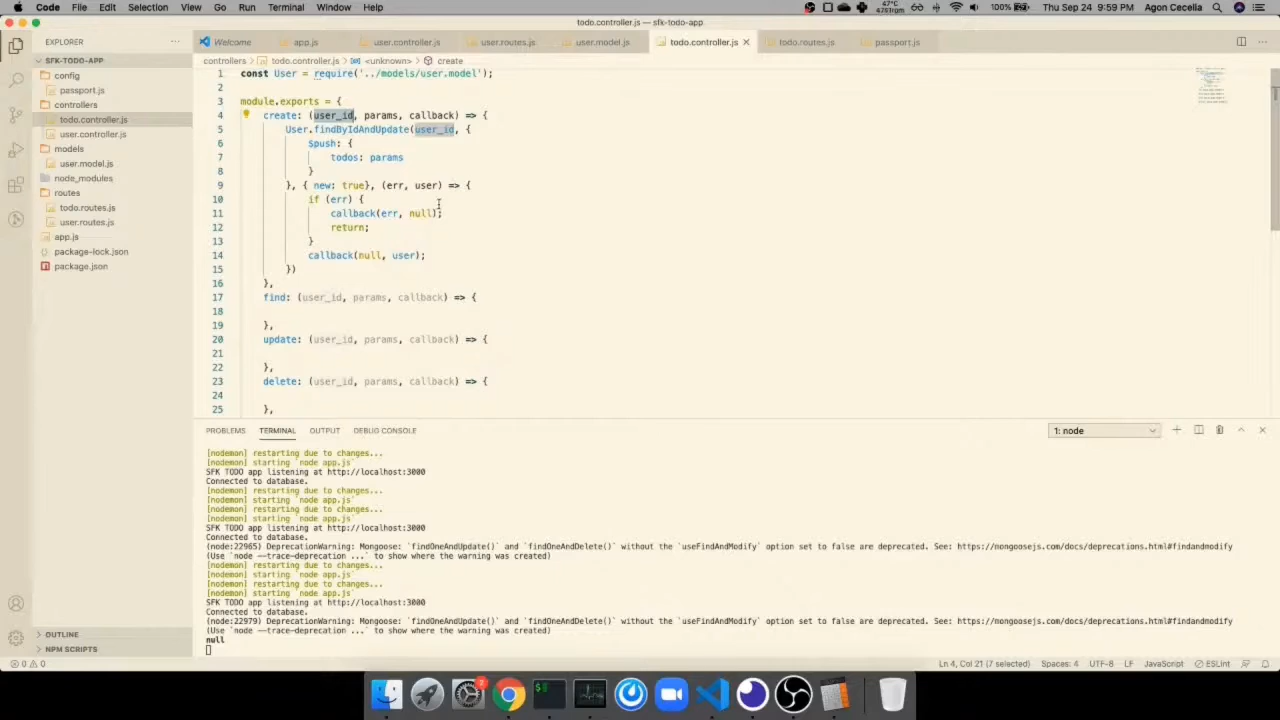 Code File Edit Selection View Go Run Terminal Window Help 47°C 4761rpm 100% Thu Sep 24 9:59 PM Agon Cecelia
todo.controller.js — sfk-todo-app
EXPLORER ··· Welcome app.js user.controller.js user.routes.js user.model.js todo.controller.js × todo.routes.js passport.js ···
SFK-TODO-APP
config
passport.js
controllers
todo.controller.js
user.controller.js
models
user.model.js
node_modules
routes
todo.routes.js
user.routes.js
app.js
package-lock.json
package.json
OUTLINE
NPM SCRIPTS
controllers > todo.controller.js > <unknown> > create
1 const User = require('../models/user.model');
2
3 module.exports = {
4 create: (user_id, params, callback) => {
5 User.findByIdAndUpdate(user_id, {
6 $push: {
7 todos: params
8 }
9 }, { new: true}, (err, user) => {
10 if (err) {
11 callback(err, null);
12 return;
13 }
14 callback(null, user);
15 })
16 },
17 find: (user_id, params, callback) => {
18
19 },
20 update: (user_id, params, callback) => {
21
22 },
23 delete: (user_id, params, callback) => {
24
25 },
PROBLEMS TERMINAL OUTPUT DEBUG CONSOLE 1: node
[nodemon] restarting due to changes...
[nodemon] starting `node app.js`
SFK TODO app listening at http://localhost:3000
Connected to database.
[nodemon] restarting due to changes...
[nodemon] starting `node app.js`
[nodemon] restarting due to changes...
[nodemon] starting `node app.js`
SFK TODO app listening at http://localhost:3000
Connected to database.
(node:22965) DeprecationWarning: Mongoose: `findOneAndUpdate()` and `findOneAndDelete()` without the `useFindAndModify` option set to false are deprecated. See: https://mongoosejs.com/docs/deprecations.html#findandmodify
(Use `node --trace-deprecation ...` to show where the warning was created)
[nodemon] restarting due to changes...
[nodemon] starting `node app.js`
[nodemon] restarting due to changes...
[nodemon] starting `node app.js`
SFK TODO app listening at http://localhost:3000
Connected to database.
(node:22979) DeprecationWarning: Mongoose: `findOneAndUpdate()` and `findOneAndDelete()` without the `useFindAndModify` option set to false are deprecated. See: https://mongoosejs.com/docs/deprecations.html#findandmodify
(Use `node --trace-deprecation ...` to show where the warning was created)
null
0 0 Ln 4, Col 21 (7 selected) Spaces: 4 UTF-8 LF JavaScript ESLint
2